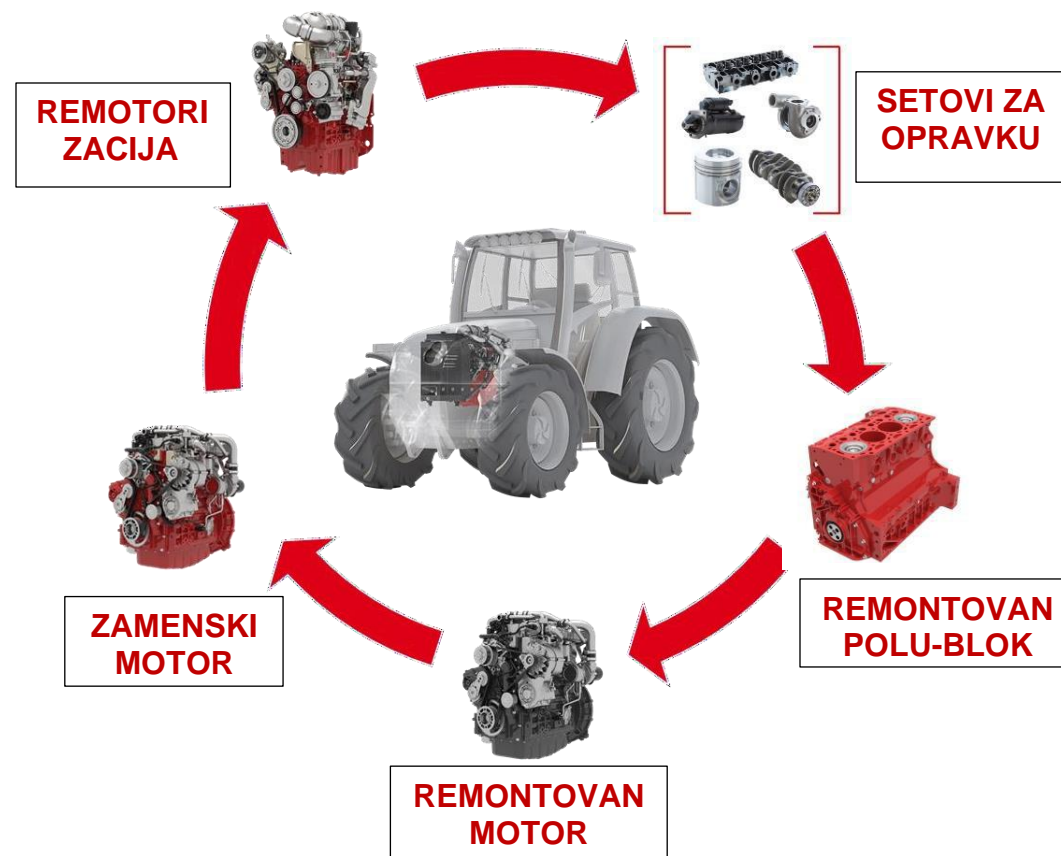 REMOTORI
ZACIJA
SETOVI ZA
OPRAVKU
ZAMENSKI
MOTOR
REMONTOVAN
POLU-BLOK
REMONTOVAN
MOTOR